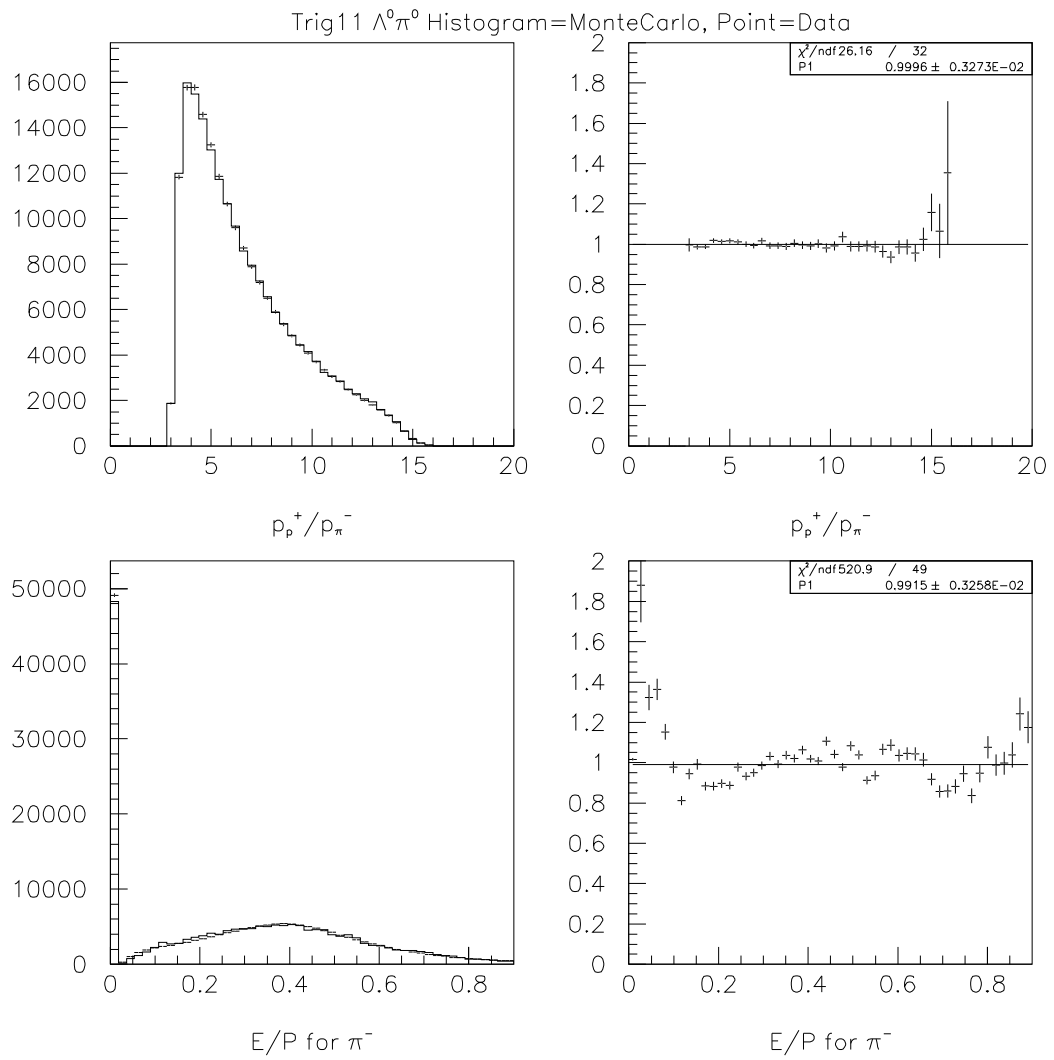 Trig11 Λ⁰π⁰ Histogram=MonteCarlo, Point=Data
16000
14000
12000
10000
8000
6000
4000
2000
0
0 5 10 15 20
p_p⁺/p_π⁻
χ²/ndf 26.16 / 32
P1 0.9996 ± 0.3273E-02
2
1.8
1.6
1.4
1.2
1
0.8
0.6
0.4
0.2
0
0 5 10 15 20
p_p⁺/p_π⁻
50000
40000
30000
20000
10000
0
0 0.2 0.4 0.6 0.8
E/P for π⁻
χ²/ndf 520.9 / 49
P1 0.9915 ± 0.3258E-02
2
1.8
1.6
1.4
1.2
1
0.8
0.6
0.4
0.2
0
0 0.2 0.4 0.6 0.8
E/P for π⁻